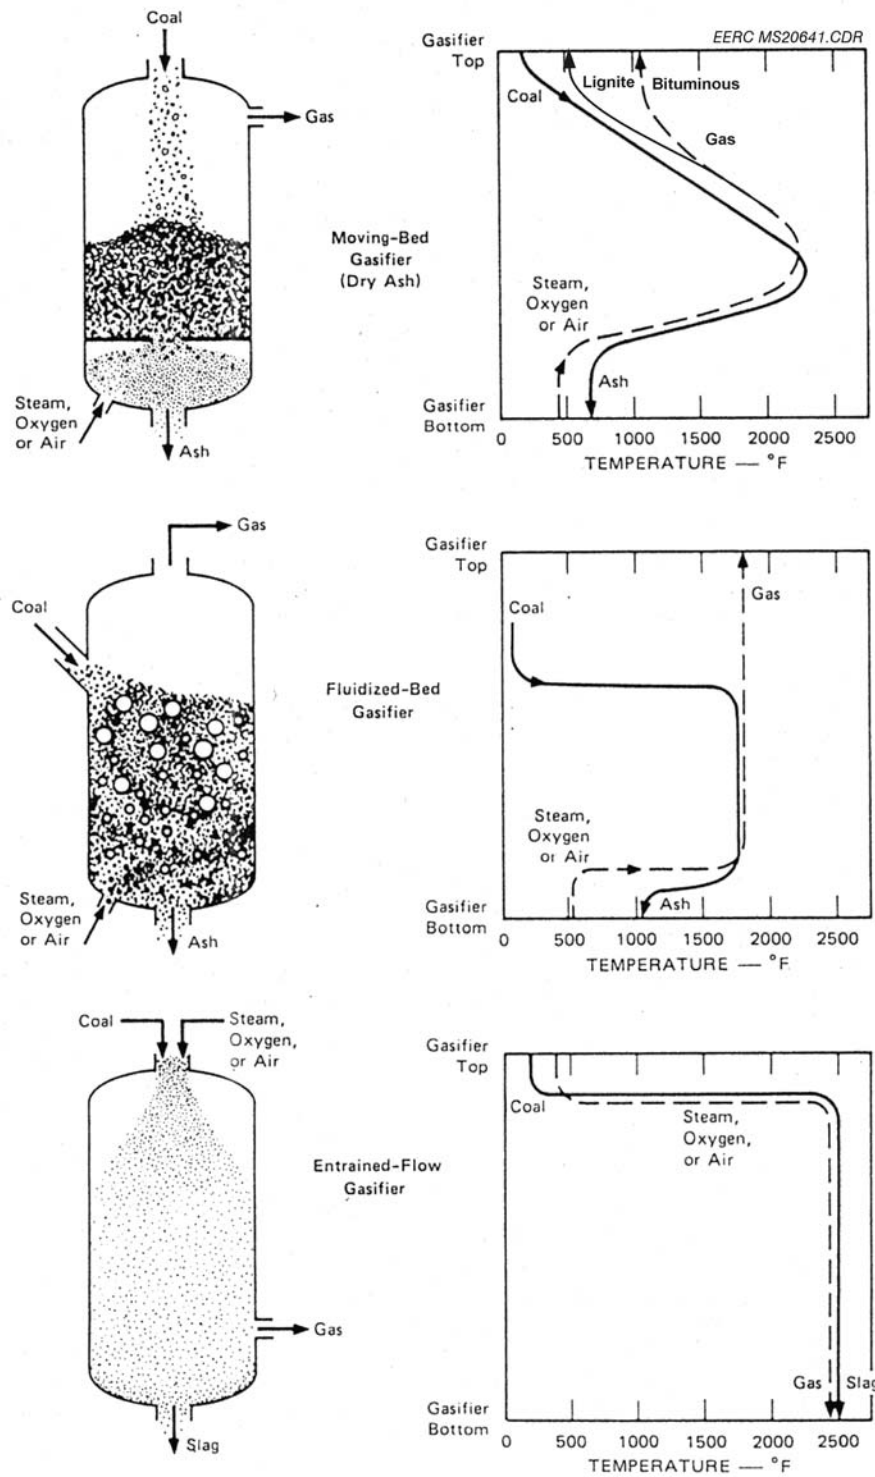 Coal
Gas
Moving-Bed
Gasifier
(Dry Ash)
Steam,
Oxygen
or Air
Ash
EERC MS20641.CDR
Gasifier
Top
Lignite
Bituminous
Coal
Gas
Steam,
Oxygen
or Air
Ash
Gasifier
Bottom
0 500 1000 1500 2000 2500
TEMPERATURE — °F
Gas
Coal
Fluidized-Bed
Gasifier
Steam,
Oxygen
or Air
Ash
Gasifier
Top
Coal
Gas
Steam,
Oxygen
or Air
Ash
Gasifier
Bottom
0 500 1000 1500 2000 2500
TEMPERATURE — °F
Coal
Steam,
Oxygen,
or Air
Entrained-Flow
Gasifier
Gas
Slag
Gasifier
Top
Coal
Steam,
Oxygen,
or Air
Gas
Slag
Gasifier
Bottom
0 500 1000 1500 2000 2500
TEMPERATURE — °F